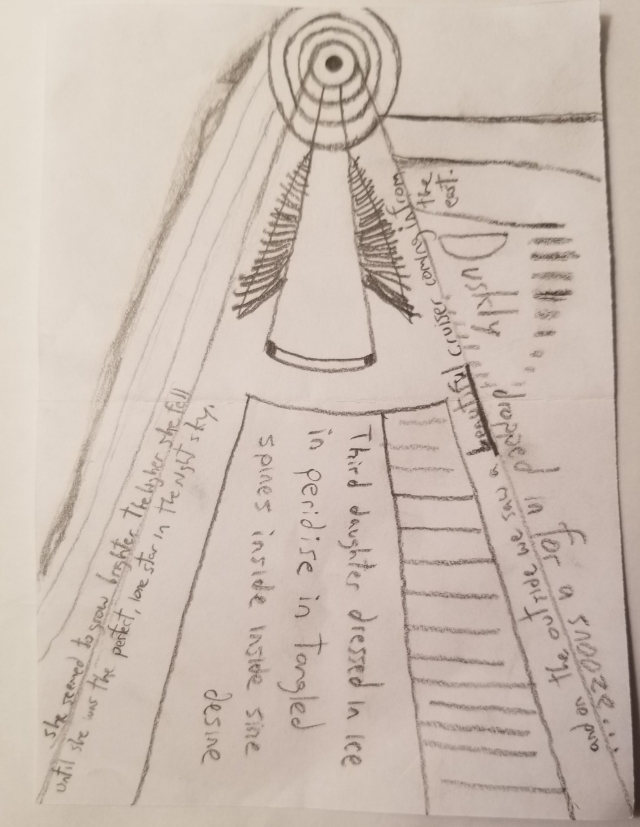 and on the outside we saw a beautiful cruiser coming in from
the
east.
Duskly
in for a snooze...
Third daughter dressed in ice
in peridise in tangled
spines inside inside sine
desine
she seemed to grow brighter the higher she fell
until she was the perfect, lone star in the night sky.